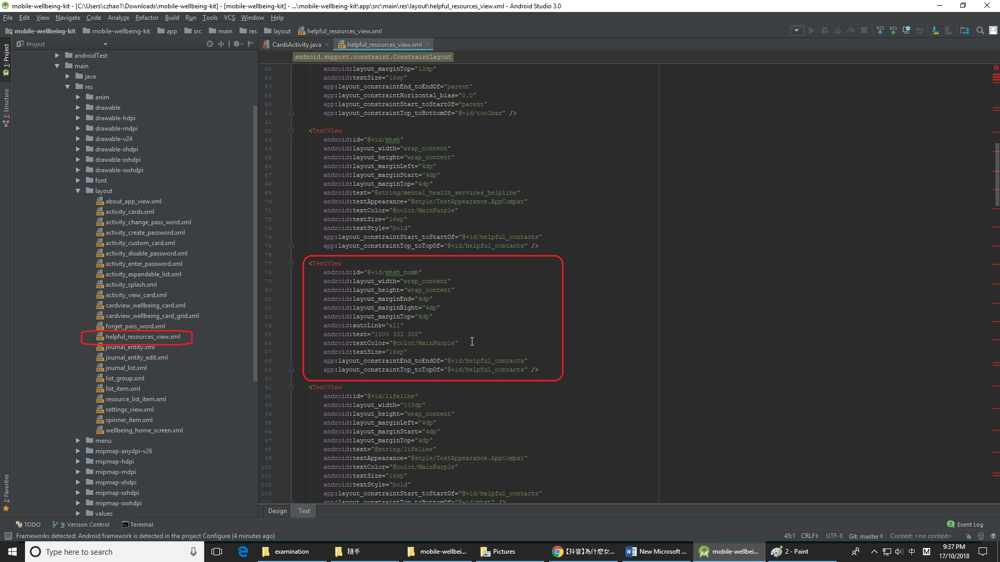 mobile-wellbeing-kit - [C:\Users\czhao1\Downloads\mobile-wellbeing-kit] - [mobile-wellbeing-kit] - ...\mobile-wellbeing-kit\app\src\main\res\layout\helpful_resources_view.xml - Android Studio 3.0
File Edit View Navigate Code Analyze Refactor Build Run Tools VCS Window Help
mobile-wellbeing-kit mobile-wellbeing-kit app src main res layout helpful_resources_view.xml
VCS VCS
1: Project
7: Structure
2: Favorites
Project
androidTest
main
java
res
anim
drawable
drawable-hdpi
drawable-mdpi
drawable-v24
drawable-xhdpi
drawable-xxhdpi
drawable-xxxhdpi
font
layout
about_app_view.xml
activity_cards.xml
activity_change_pass_word.xml
activity_create_password.xml
activity_custom_card.xml
activity_disable_password.xml
activity_enter_password.xml
activity_expandable_list.xml
activity_splash.xml
activity_view_card.xml
cardview_wellbeing_card.xml
cardview_wellbeing_card_grid.xml
forget_pass_word.xml
helpful_resources_view.xml
journal_entity.xml
journal_entity_edit.xml
journal_list.xml
list_group.xml
list_item.xml
resource_list_item.xml
settings_view.xml
spinner_item.xml
wellbeing_home_screen.xml
menu
mipmap-anydpi-v26
mipmap-hdpi
mipmap-mdpi
mipmap-xhdpi
mipmap-xxhdpi
mipmap-xxxhdpi
values
CardsActivity.java helpful_resources_view.xml
android.support.constraint.ConstraintLayout
55 android:layout_marginTop="12dp"
56 android:textSize="16sp"
57 app:layout_constraintEnd_toEndOf="parent"
58 app:layout_constraintHorizontal_bias="0.0"
59 app:layout_constraintStart_toStartOf="parent"
60 app:layout_constraintTop_toBottomOf="@+id/toolbar" />
61
62 <TextView
63 android:id="@+id/mhsh"
64 android:layout_width="wrap_content"
65 android:layout_height="wrap_content"
66 android:layout_marginLeft="4dp"
67 android:layout_marginStart="4dp"
68 android:layout_marginTop="4dp"
69 android:text="@string/mental_health_services_helpline"
70 android:textAppearance="@style/TextAppearance.AppCompat"
71 android:textColor="@color/MainPurple"
72 android:textSize="16sp"
73 android:textStyle="bold"
74 app:layout_constraintStart_toStartOf="@+id/helpful_contacts"
75 app:layout_constraintTop_toTopOf="@+id/helpful_contacts" />
76
77 <TextView
78 android:id="@+id/mhsh_numb"
79 android:layout_width="wrap_content"
80 android:layout_height="wrap_content"
81 android:layout_marginEnd="4dp"
82 android:layout_marginRight="4dp"
83 android:layout_marginTop="4dp"
84 android:autoLink="all"
85 android:text="1800 332 388"
86 android:textColor="@color/MainPurple"
87 android:textSize="16sp"
88 app:layout_constraintEnd_toEndOf="@+id/helpful_contacts"
89 app:layout_constraintTop_toTopOf="@+id/helpful_contacts" />
90
91 <TextView
92 android:id="@+id/lifeline"
93 android:layout_width="103dp"
94 android:layout_height="wrap_content"
95 android:layout_marginLeft="4dp"
96 android:layout_marginStart="4dp"
97 android:layout_marginTop="4dp"
98 android:text="@string/lifeline"
99 android:textAppearance="@style/TextAppearance.AppCompat"
100 android:textColor="@color/MainPurple"
101 android:textSize="16sp"
102 android:textStyle="bold"
103 app:layout_constraintStart_toStartOf="@+id/helpful_contacts"
104 app:layout_constraintTop_toBottomOf="@+id/mhsh" />
Design Text
TODO 9: Version Control Terminal 2 Event Log
Frameworks detected: Android framework is detected in the project Configure (4 minutes ago) 45:1 CRLF UTF-8 Git: master Context: <no context>
Type here to search examination 随手 mobile-wellbei... Pictures 【抖音】為什麽女... New Microsoft ... mobile-wellbei... 2 - Paint 中 M 9:37 PM
17/10/2018